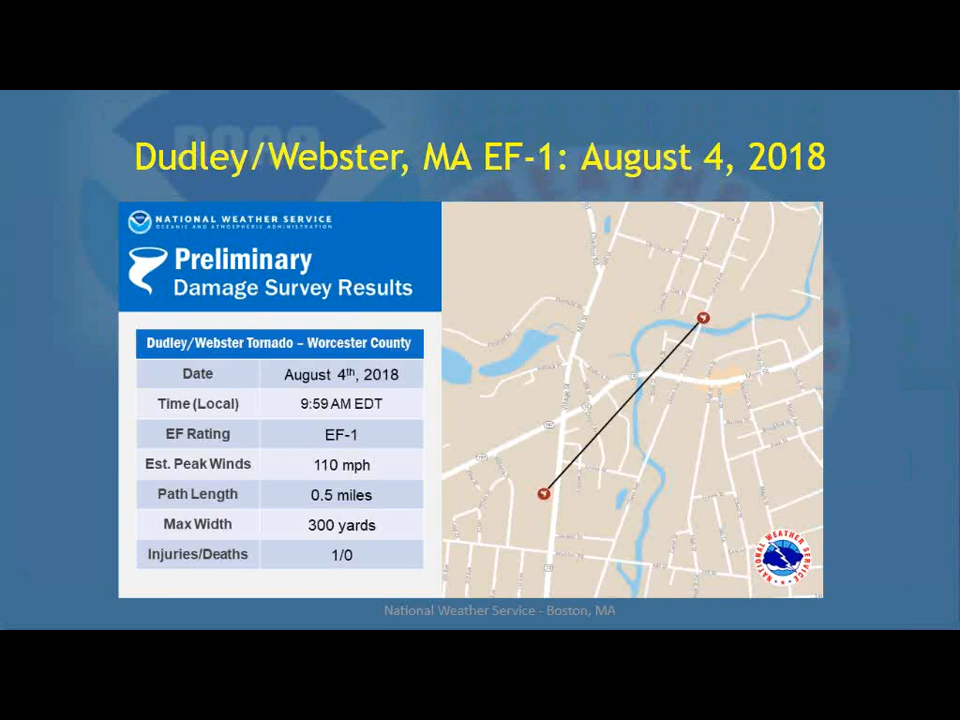 Dudley/Webster, MA EF-1: August 4, 2018
NATIONAL WEATHER SERVICE
OCEANIC AND ATMOSPHERIC ADMINISTRATION
Preliminary
Damage Survey Results
Dudley/Webster Tornado – Worcester County
Date August 4th, 2018
Time (Local) 9:59 AM EDT
EF Rating EF-1
Est. Peak Winds 110 mph
Path Length 0.5 miles
Max Width 300 yards
Injuries/Deaths 1/0
NATIONAL WEATHER SERVICE
National Weather Service - Boston, MA